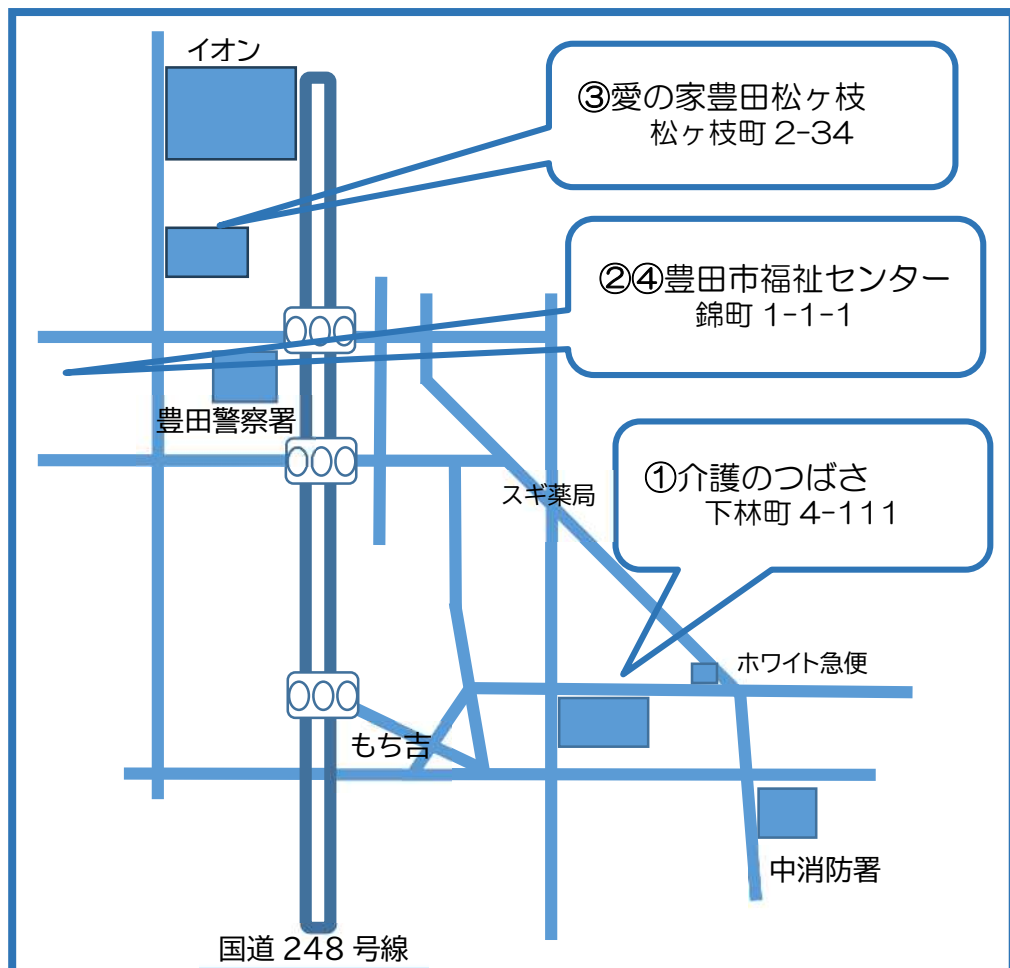 イオン
③愛の家豊田松ヶ枝
松ヶ枝町 2-34
②④豊田市福祉センター
錦町 1-1-1
豊田警察署
スギ薬局
①介護のつばさ
下林町 4-111
ホワイト急便
もち吉
中消防署
国道 248 号線